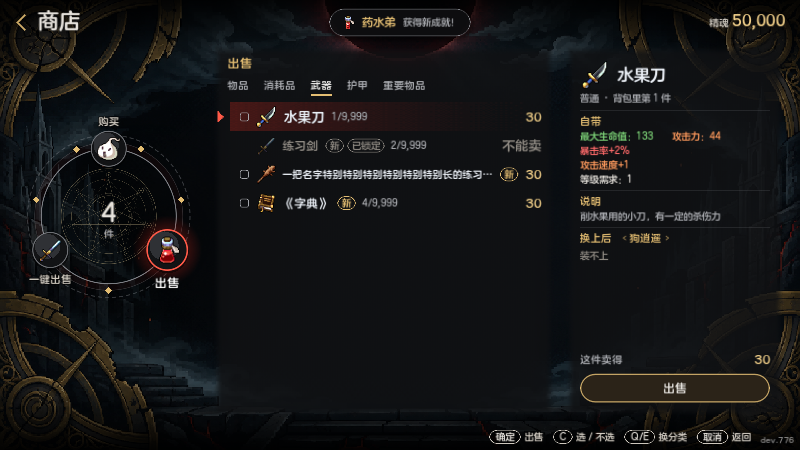 商店
药水弟 获得新成就!
精魂 50,000
购买
4
件
一键出售
出售
出售
物品 消耗品 武器 护甲 重要物品
水果刀 1/9,999 30
练习剑 新 已锁定 2/9,999 不能卖
一把名字特别特别特别特别特别特别长的练习… 新 30
《字典》 新 4/9,999 30
水果刀
普通 · 背包里第 1 件
自带
最大生命值: 133 攻击力: 44
暴击率+2%
攻击速度+1
等级需求: 1
说明
削水果用的小刀，有一定的杀伤力
换上后 <狗逍遥>
装不上
这件卖得 30
出售
确定 出售 C 选 / 不选 Q/E 换分类 取消 返回
dev.776